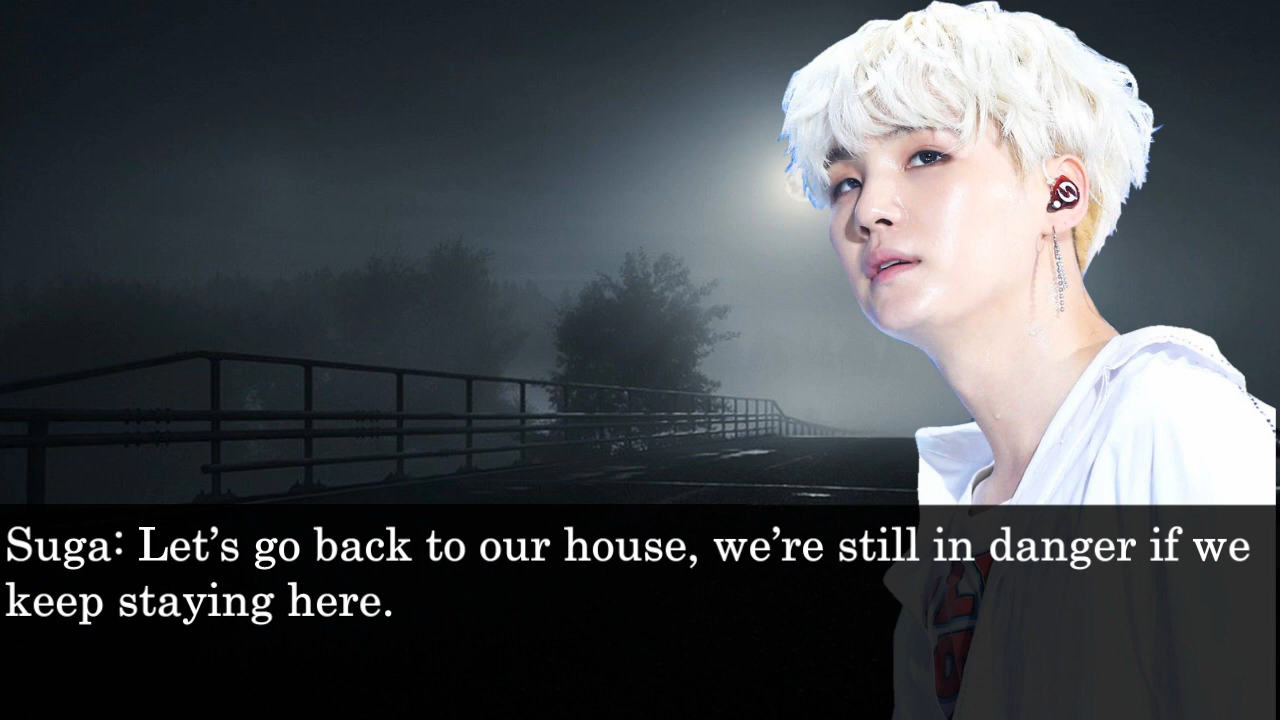 Suga: Let’s go back to our house, we’re still in danger if we
keep staying here.